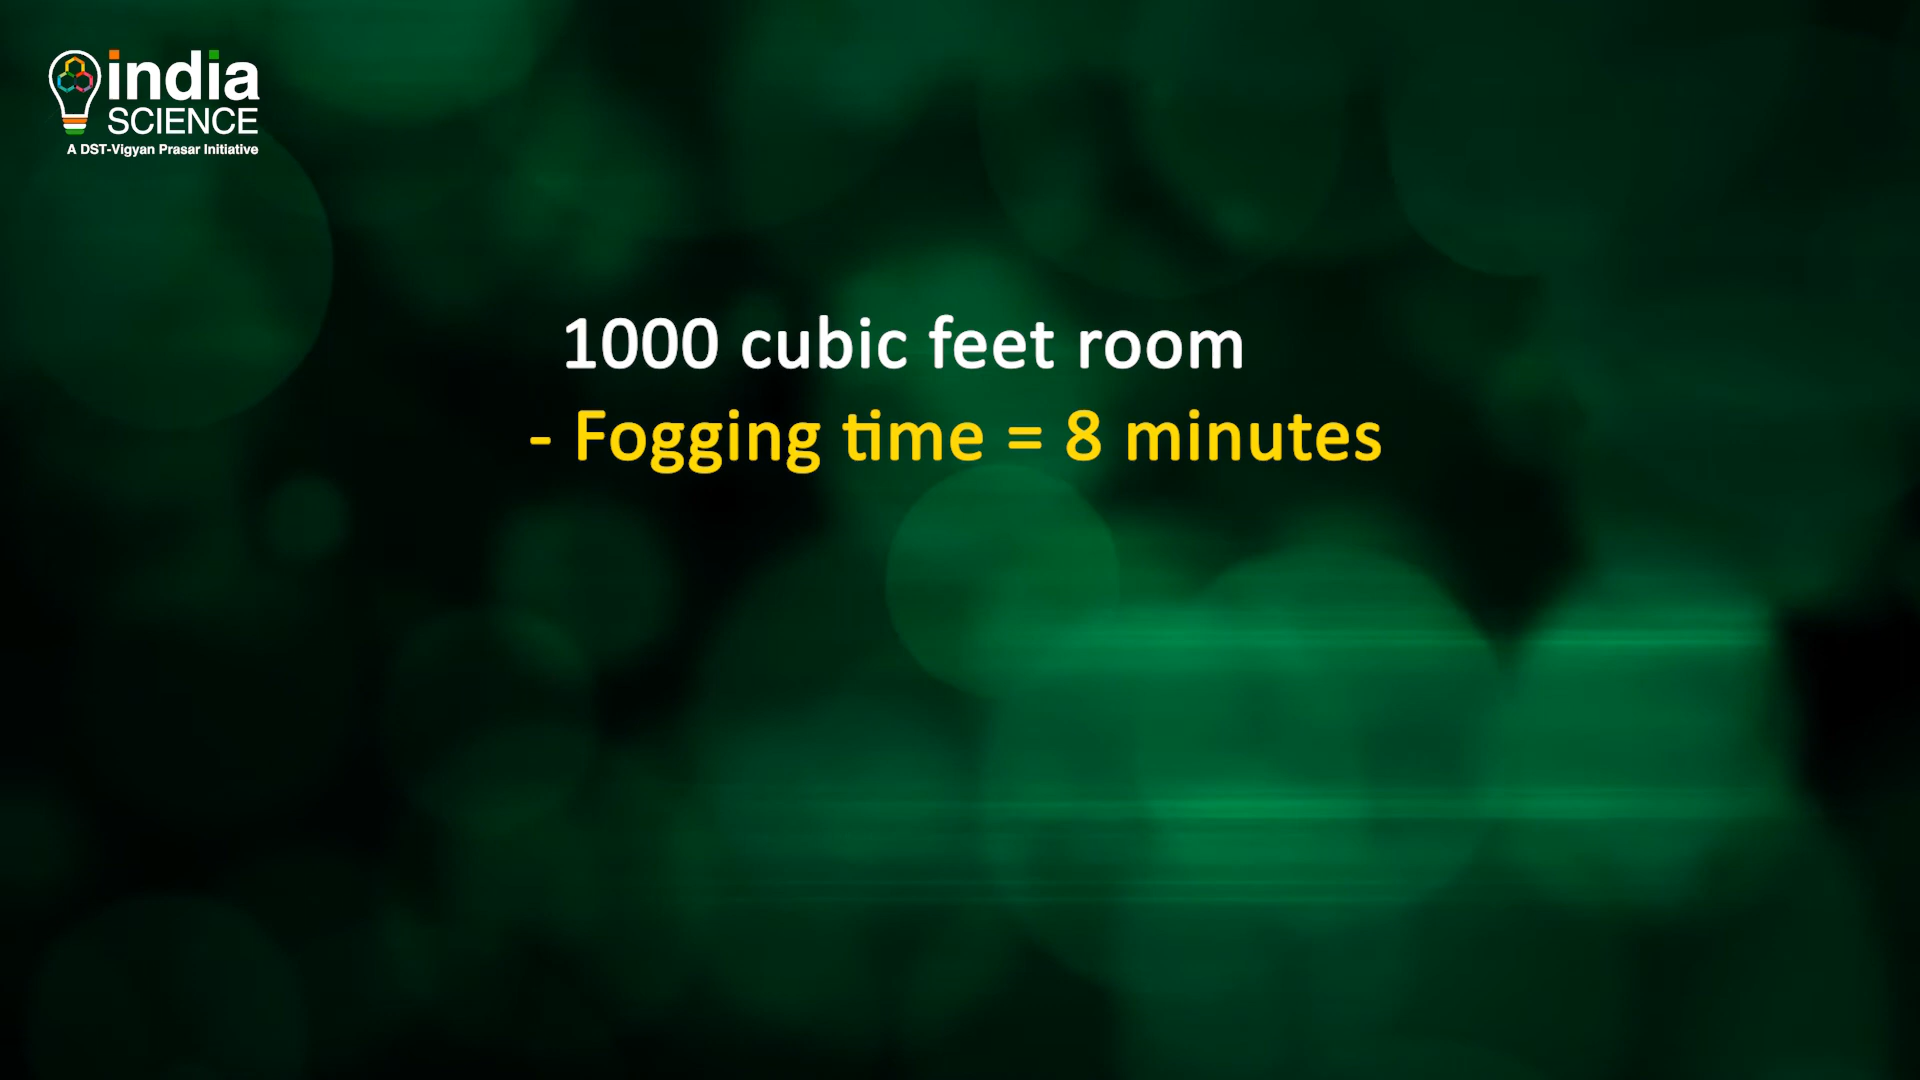 india
SCIENCE
A DST-Vigyan Prasar Initiative
1000 cubic feet room
- Fogging time = 8 minutes